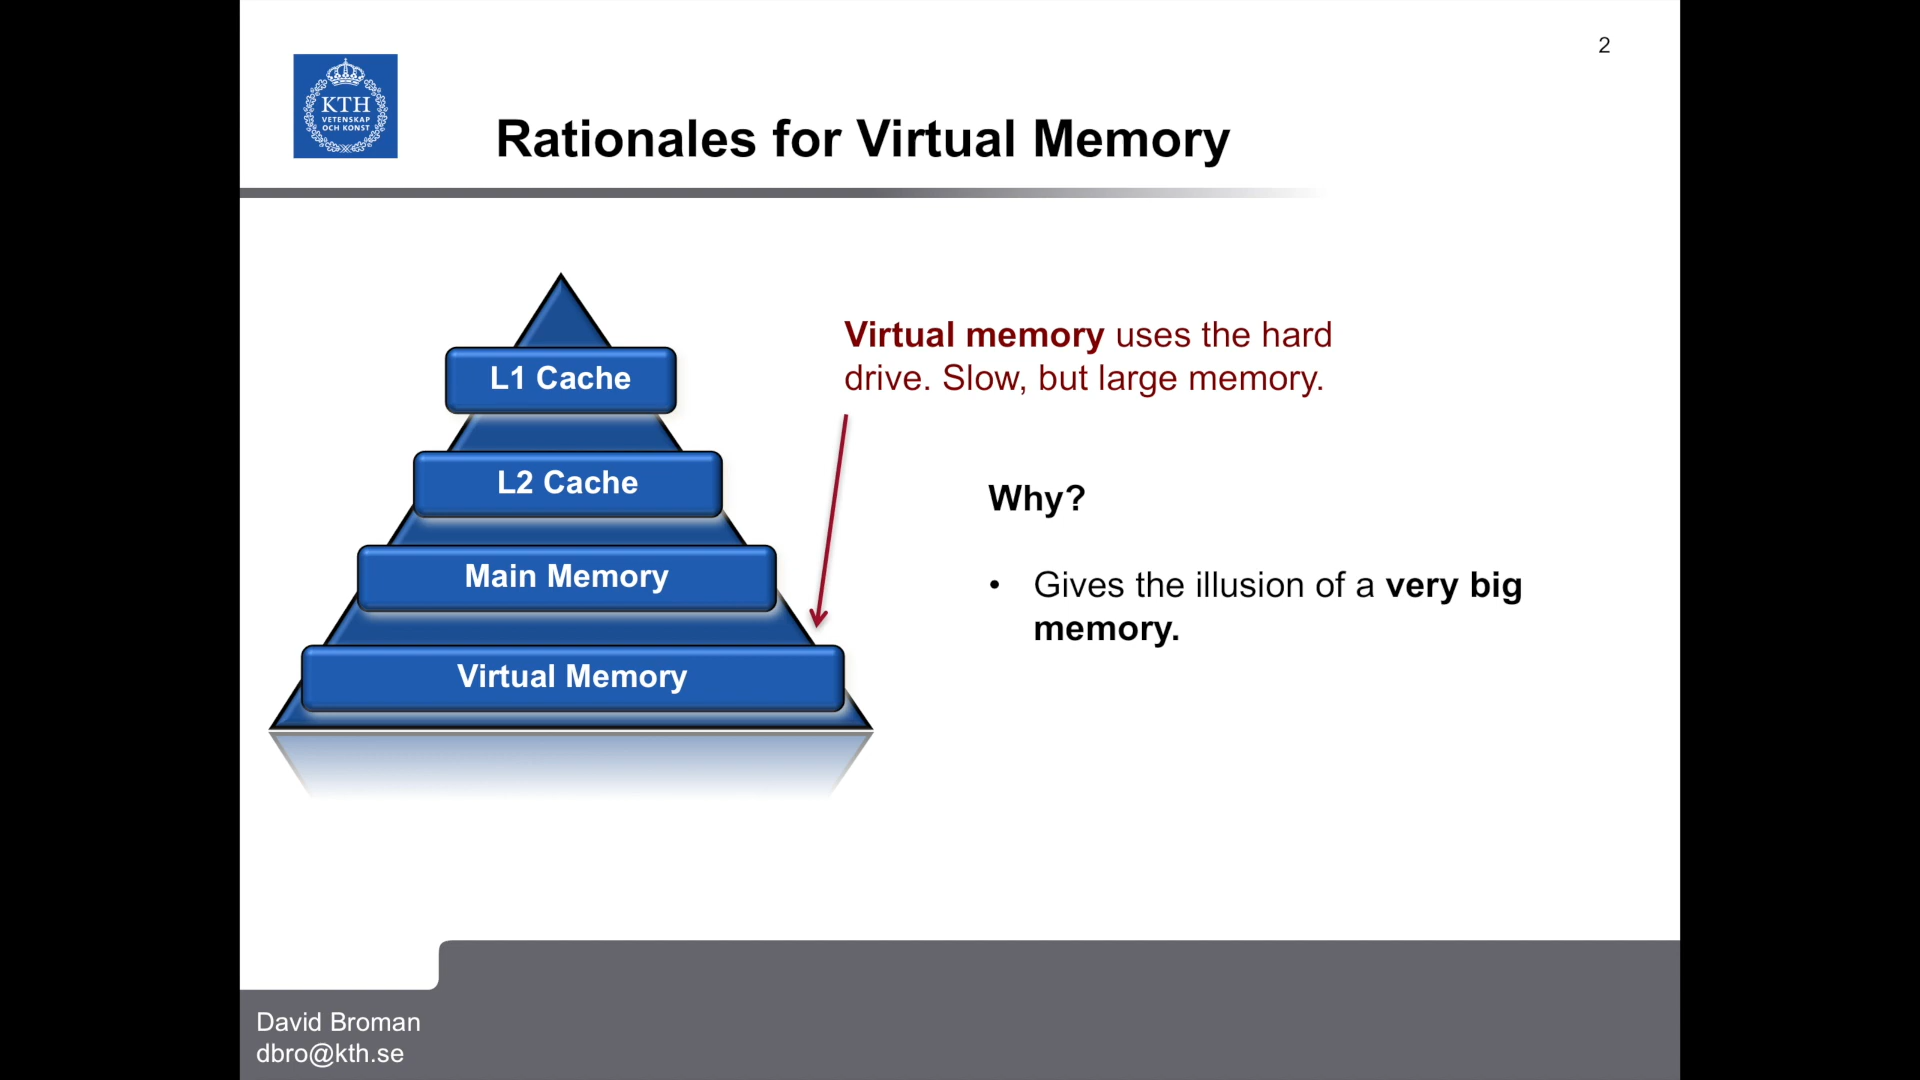 2
KTH
VETENSKAP
OCH KONST
Rationales for Virtual Memory
L1 Cache
L2 Cache
Main Memory
Virtual Memory
Virtual memory uses the hard
drive. Slow, but large memory.
Why?
• Gives the illusion of a very big
memory.
David Broman
dbro@kth.se